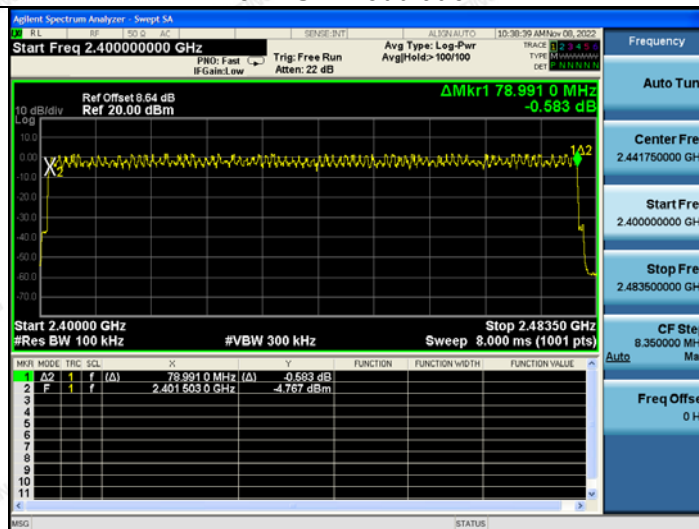 Agilent Spectrum Analyzer - Swept SA
RL RF 50 Ω AC SENSE:INT ALIGNAUTO 10:38:39 AMNov 08, 2022
Start Freq 2.400000000 GHz
PNO: Fast
IFGain:Low
Trig: Free Run
Atten: 22 dB
Avg Type: Log-Pwr
Avg|Hold:> 100/100
TRACE 1 2 3 4 5 6
TYPE MWWWWW
DET P N N N N N
Ref Offset 8.64 dB
Ref 20.00 dBm
ΔMkr1 78.991 0 MHz
-0.583 dB
10 dB/div
Log
10.0
0.00
-10.0
-20.0
-30.0
-40.0
-50.0
-60.0
-70.0
X2
1Δ2
Start 2.40000 GHz
Stop 2.48350 GHz
#Res BW 100 kHz #VBW 300 kHz Sweep 8.000 ms (1001 pts)
MKR MODE TRC SCL X Y FUNCTION FUNCTION WIDTH FUNCTION VALUE
1 Δ2 1 f (Δ) 78.991 0 MHz (Δ) -0.583 dB
2 F 1 f 2.401 503 0 GHz -4.767 dBm
3
4
5
6
7
8
9
10
11
MSG STATUS
Frequency
Auto Tun
Center Fre
2.441750000 GH
Start Fre
2.400000000 GH
Stop Fre
2.483500000 GH
CF Ste
8.350000 MH
Auto Ma
Freq Offse
0 H